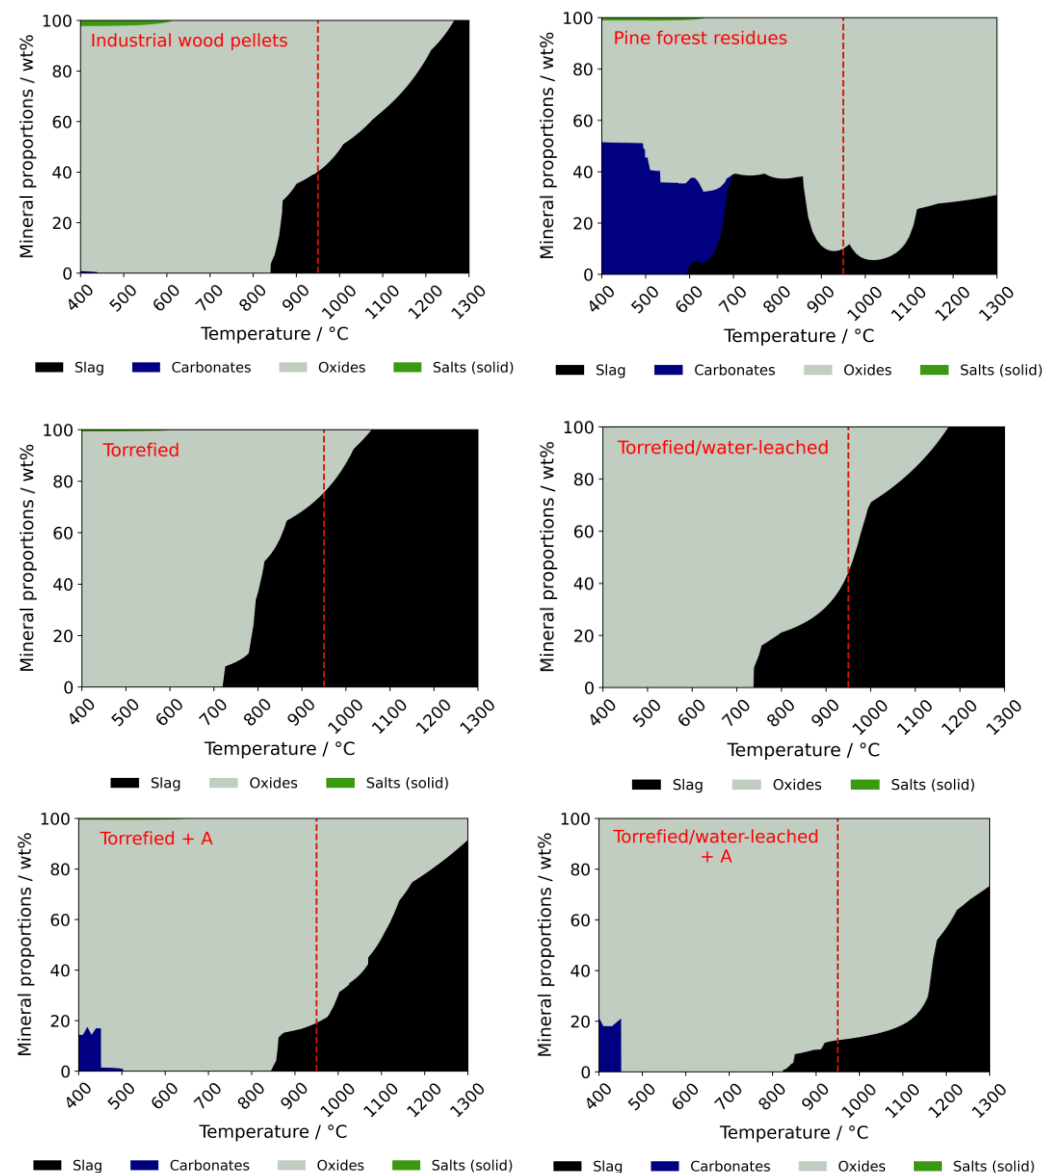 Industrial wood pellets
Mineral proportions / wt%
100
80
60
40
20
0
400 500 600 700 800 900 1000 1100 1200 1300
Temperature / °C
Slag Carbonates Oxides Salts (solid)
Pine forest residues
Mineral proportions / wt%
100
80
60
40
20
0
400 500 600 700 800 900 1000 1100 1200 1300
Temperature / °C
Slag Carbonates Oxides Salts (solid)
Torrefied
Mineral proportions / wt%
100
80
60
40
20
0
400 500 600 700 800 900 1000 1100 1200 1300
Temperature / °C
Slag Oxides Salts (solid)
Torrefied/water-leached
Mineral proportions / wt%
100
80
60
40
20
0
400 500 600 700 800 900 1000 1100 1200 1300
Temperature / °C
Slag Oxides Salts (solid)
Torrefied + A
Mineral proportions / wt%
100
80
60
40
20
0
400 500 600 700 800 900 1000 1100 1200 1300
Temperature / °C
Slag Carbonates Oxides Salts (solid)
Torrefied/water-leached
+ A
Mineral proportions / wt%
100
80
60
40
20
0
400 500 600 700 800 900 1000 1100 1200 1300
Temperature / °C
Slag Carbonates Oxides Salts (solid)